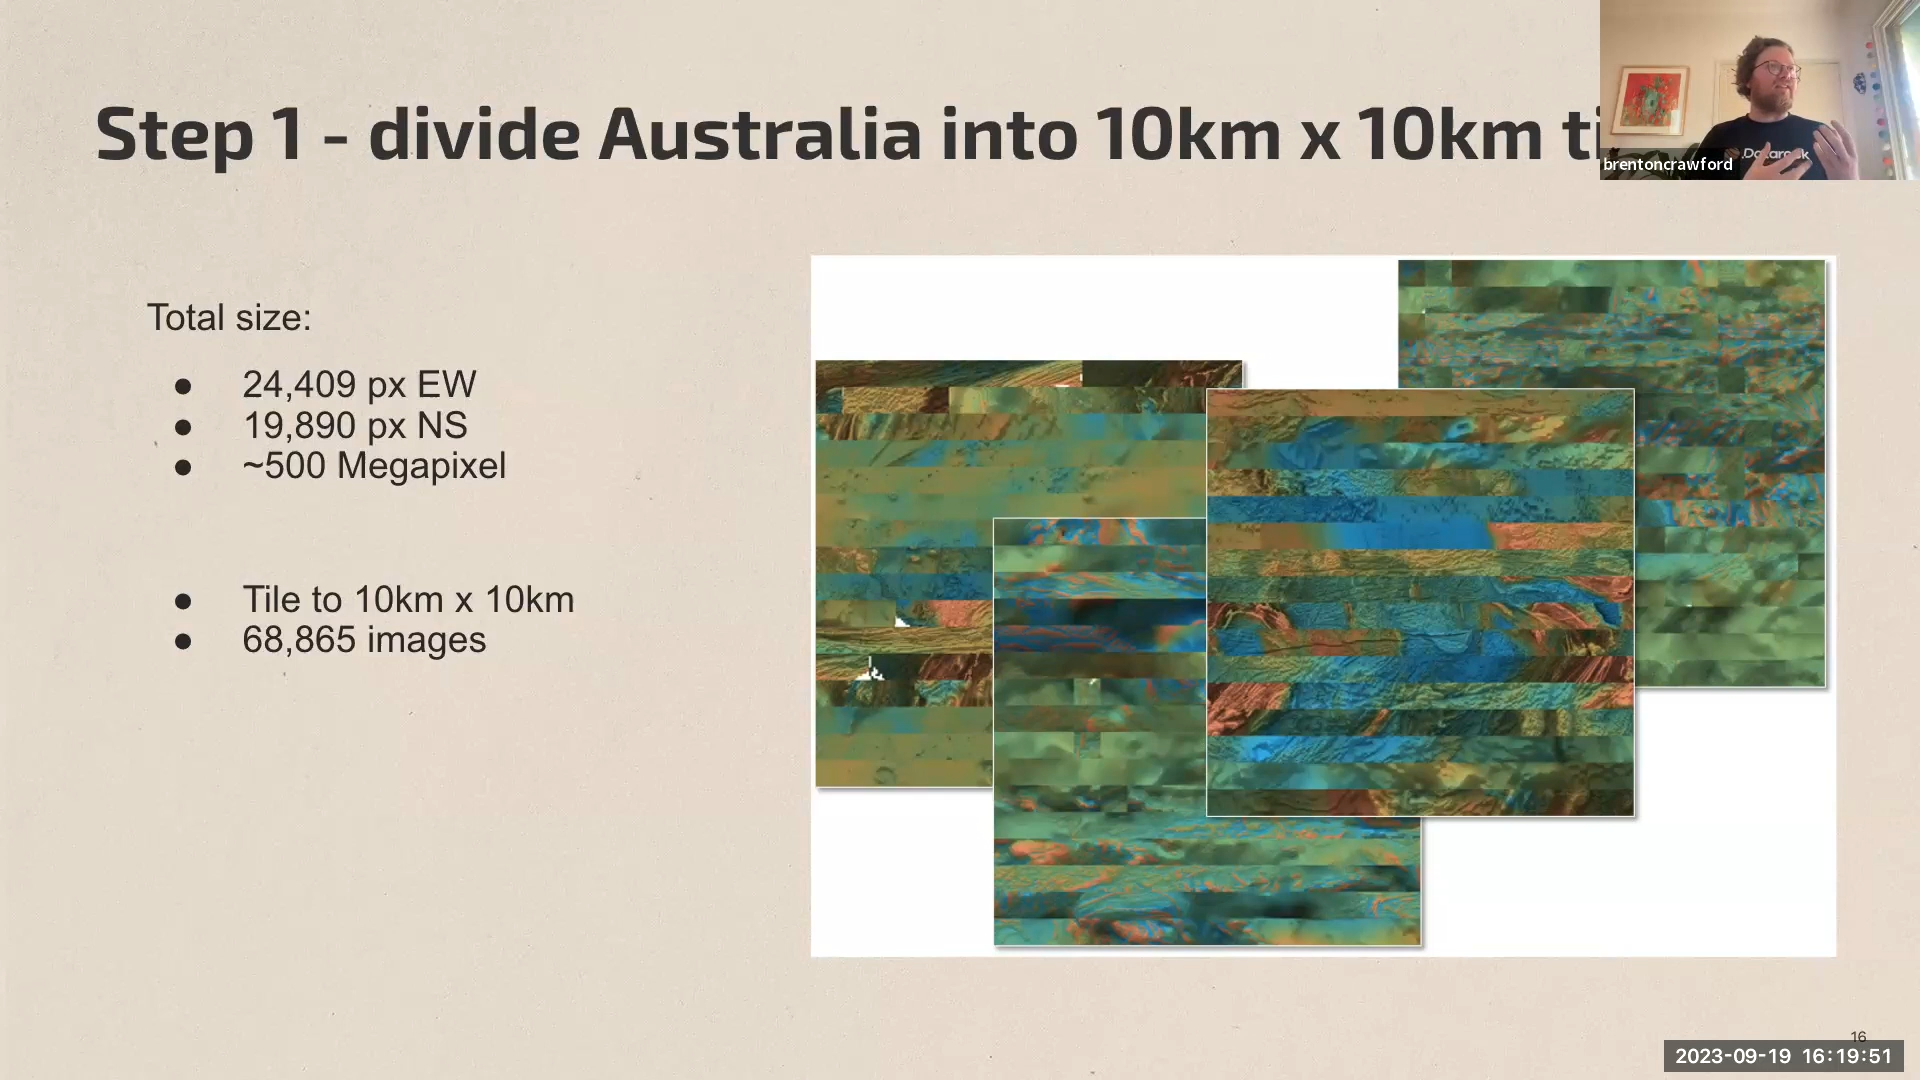 Step 1 - divide Australia into 10km x 10km ti
brentoncrawford
Total size:
● 24,409 px EW
● 19,890 px NS
● ~500 Megapixel
● Tile to 10km x 10km
● 68,865 images
16
2023-09-19 16:19:51